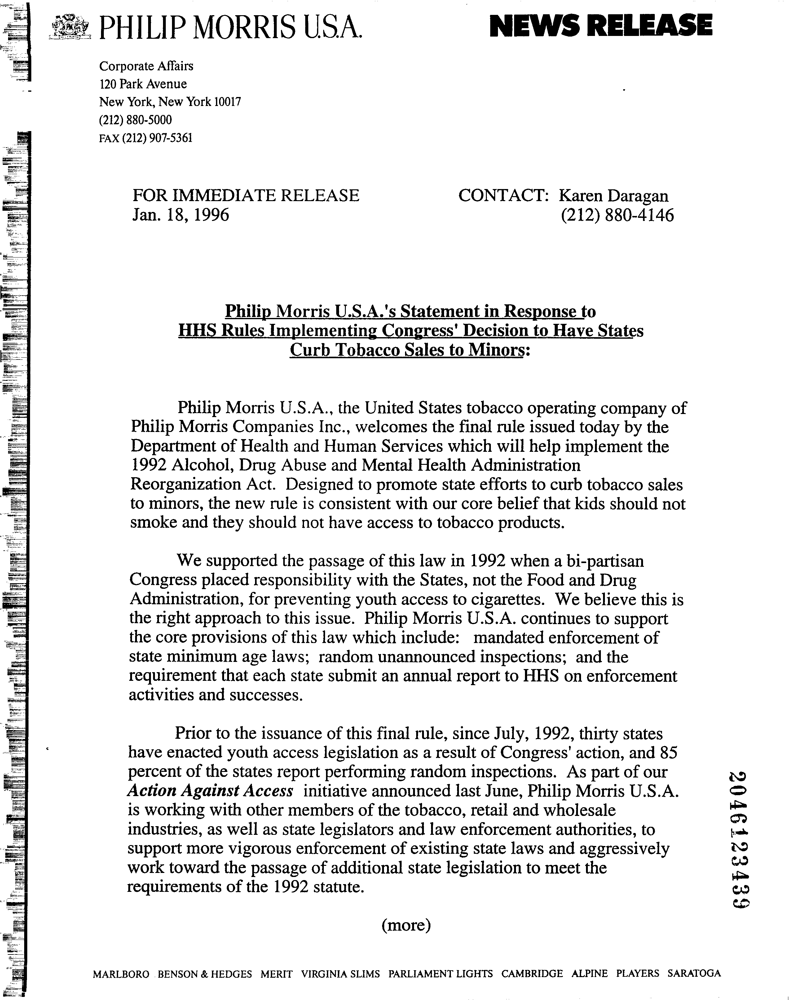 PHILIP MORRIS U.S.A.
NEWS RELEASE
Corporate Affairs
120 Park Avenue
New York, New York 10017
(212) 880-5000
FAX (212) 907-5361
FOR IMMEDIATE RELEASE
Jan. 18, 1996
CONTACT: Karen Daragan
(212) 880-4146
Philip Morris U.S.A.'s Statement in Response to
HHS Rules Implementing Congress' Decision to Have States
Curb Tobacco Sales to Minors:
Philip Morris U.S.A., the United States tobacco operating company of
Philip Morris Companies Inc., welcomes the final rule issued today by the
Department of Health and Human Services which will help implement the
1992 Alcohol, Drug Abuse and Mental Health Administration
Reorganization Act. Designed to promote state efforts to curb tobacco sales
to minors, the new rule is consistent with our core belief that kids should not
smoke and they should not have access to tobacco products.
We supported the passage of this law in 1992 when a bi-partisan
Congress placed responsibility with the States, not the Food and Drug
Administration, for preventing youth access to cigarettes. We believe this is
the right approach to this issue. Philip Morris U.S.A. continues to support
the core provisions of this law which include: mandated enforcement of
state minimum age laws; random unannounced inspections; and the
requirement that each state submit an annual report to HHS on enforcement
activities and successes.
Prior to the issuance of this final rule, since July, 1992, thirty states
have enacted youth access legislation as a result of Congress' action, and 85
percent of the states report performing random inspections. As part of our
Action Against Access initiative announced last June, Philip Morris U.S.A.
is working with other members of the tobacco, retail and wholesale
industries, as well as state legislators and law enforcement authorities, to
support more vigorous enforcement of existing state laws and aggressively
work toward the passage of additional state legislation to meet the
requirements of the 1992 statute.
(more)
2046123439
MARLBORO BENSON & HEDGES MERIT VIRGINIA SLIMS PARLIAMENT LIGHTS CAMBRIDGE ALPINE PLAYERS SARATOGA